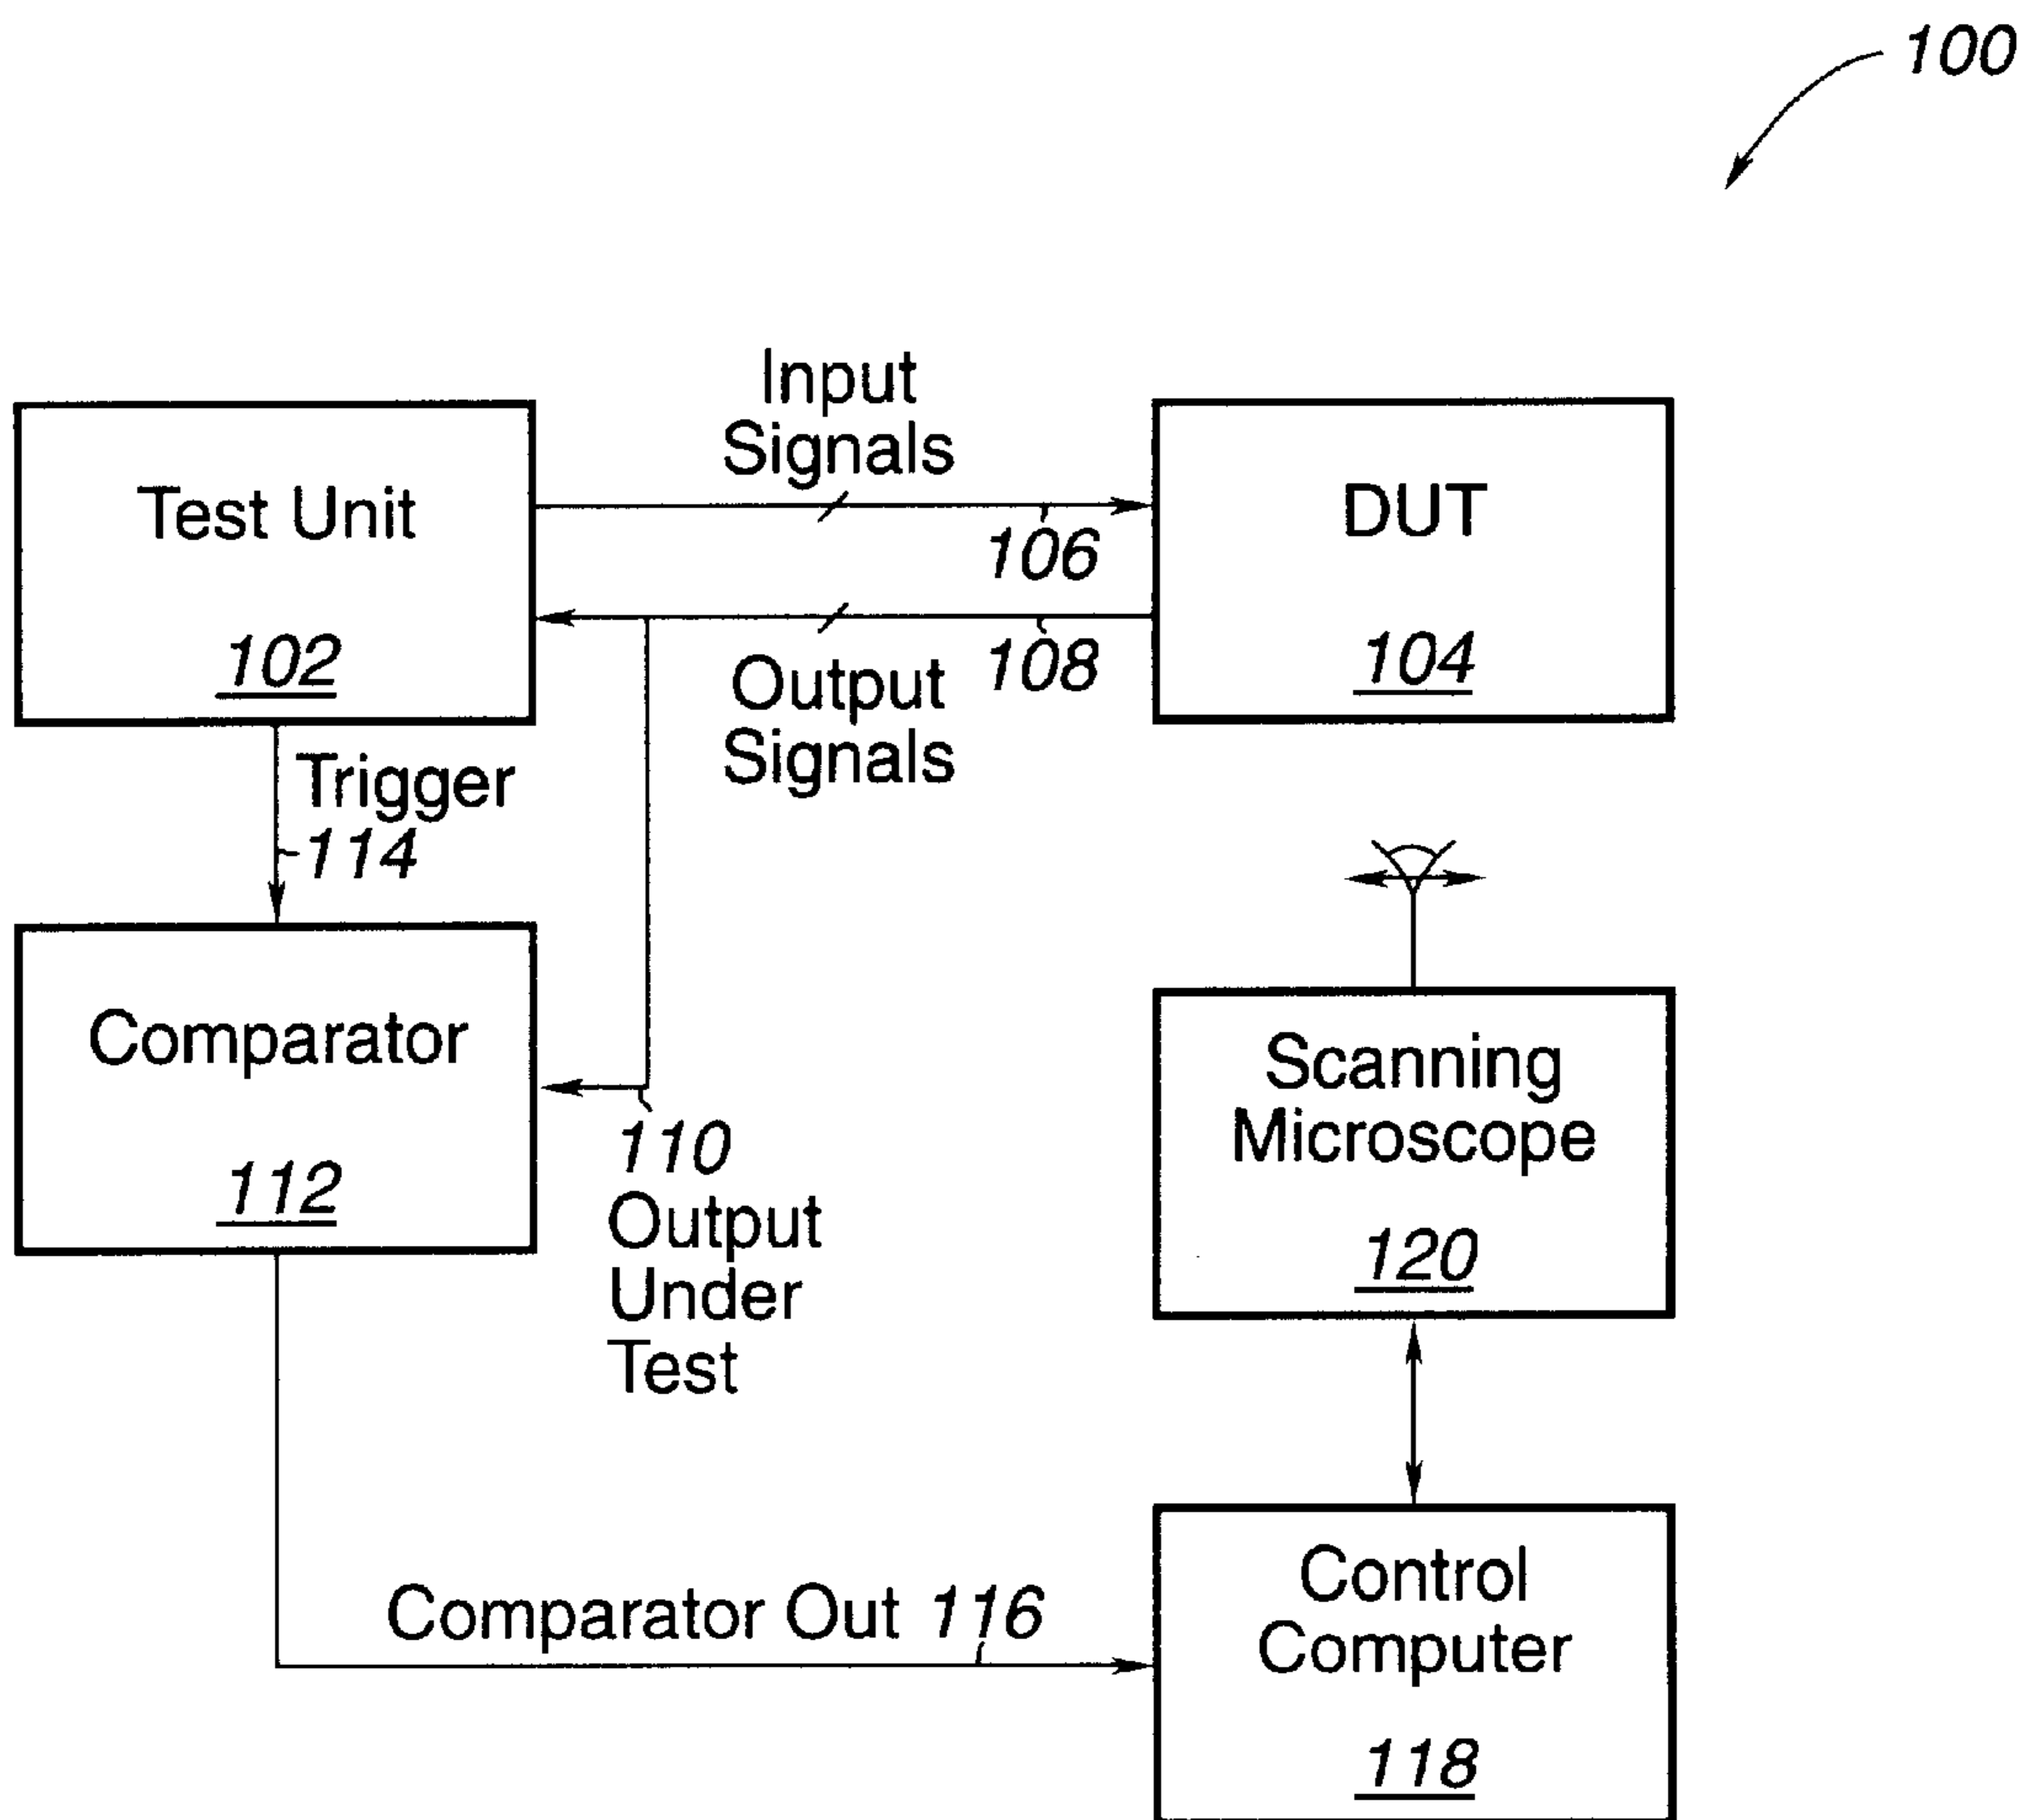 100
Input
Signals
Test Unit
102
106
DUT
104
108
Output
Signals
Trigger
114
Comparator
112
110
Output
Under
Test
Scanning
Microscope
120
Comparator Out 116
Control
Computer
118